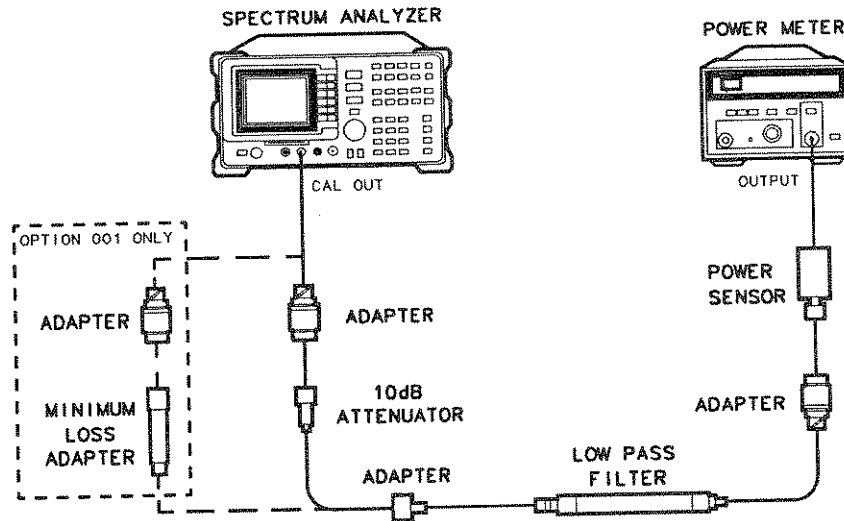 SPECTRUM ANALYZER
POWER METER
CAL OUT
OUTPUT
OPTION 001 ONLY
ADAPTER
ADAPTER
POWER
SENSOR
MINIMUM
LOSS
ADAPTER
10dB
ATTENUATOR
ADAPTER
ADAPTER
LOW PASS
FILTER